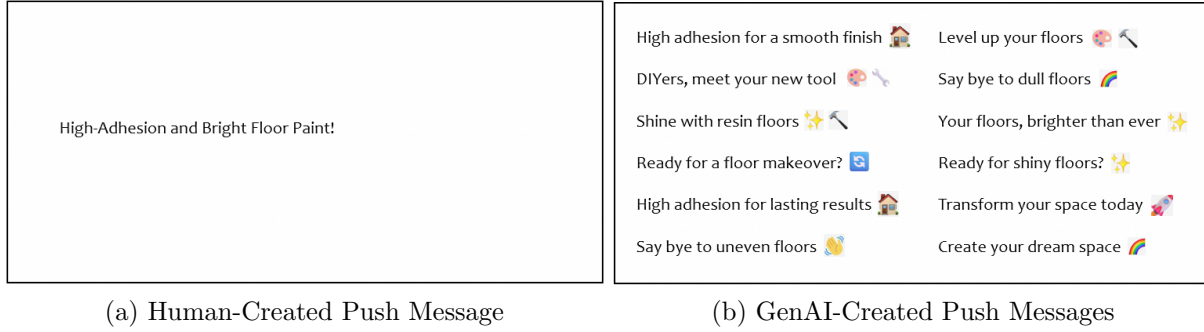 High-Adhesion and Bright Floor Paint!
(a) Human-Created Push Message
High adhesion for a smooth finish 🏠
DIYers, meet your new tool 🎨🔧
Shine with resin floors ✨🔨
Ready for a floor makeover? 🔄
High adhesion for lasting results 🏠
Say bye to uneven floors 👋
Level up your floors 🎨🔨
Say bye to dull floors 🌈
Your floors, brighter than ever ✨
Ready for shiny floors? ✨
Transform your space today 🚀
Create your dream space 🌈
(b) GenAI-Created Push Messages